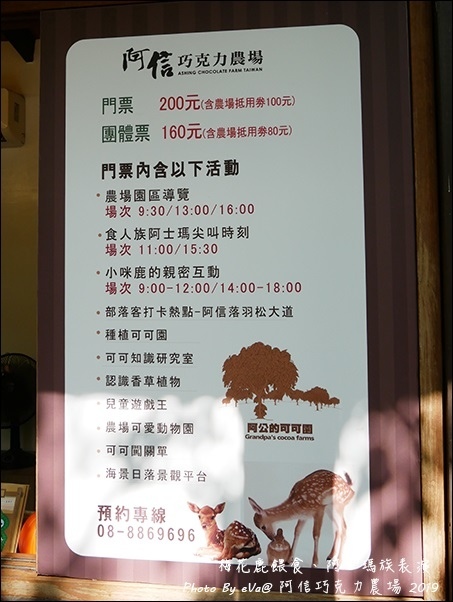 阿信巧克力農場
ASHING CHOCOLATE FARM TAIWAN
門票 200元(含農場抵用券100元)
團體票 160元(含農場抵用券80元)
門票內含以下活動
•農場園區導覽
場次 9:30/13:00/16:00
•食人族阿士瑪尖叫時刻
場次 11:00/15:30
•小咪鹿的親密互動
場次 9:00-12:00/14:00-18:00
•部落客打卡熱點-阿信落羽松大道
•種植可可園
•可可知識研究室
•認識香草植物
•兒童遊戲王
•農場可愛動物園
•可可闖關單
•海景日落景觀平台
阿公的可可園
Grandpa's cocoa farms
預約專線
08-8869696
梅花鹿餵食、阿士瑪族表演
Photo By eVa@ 阿信巧克力農場 2019